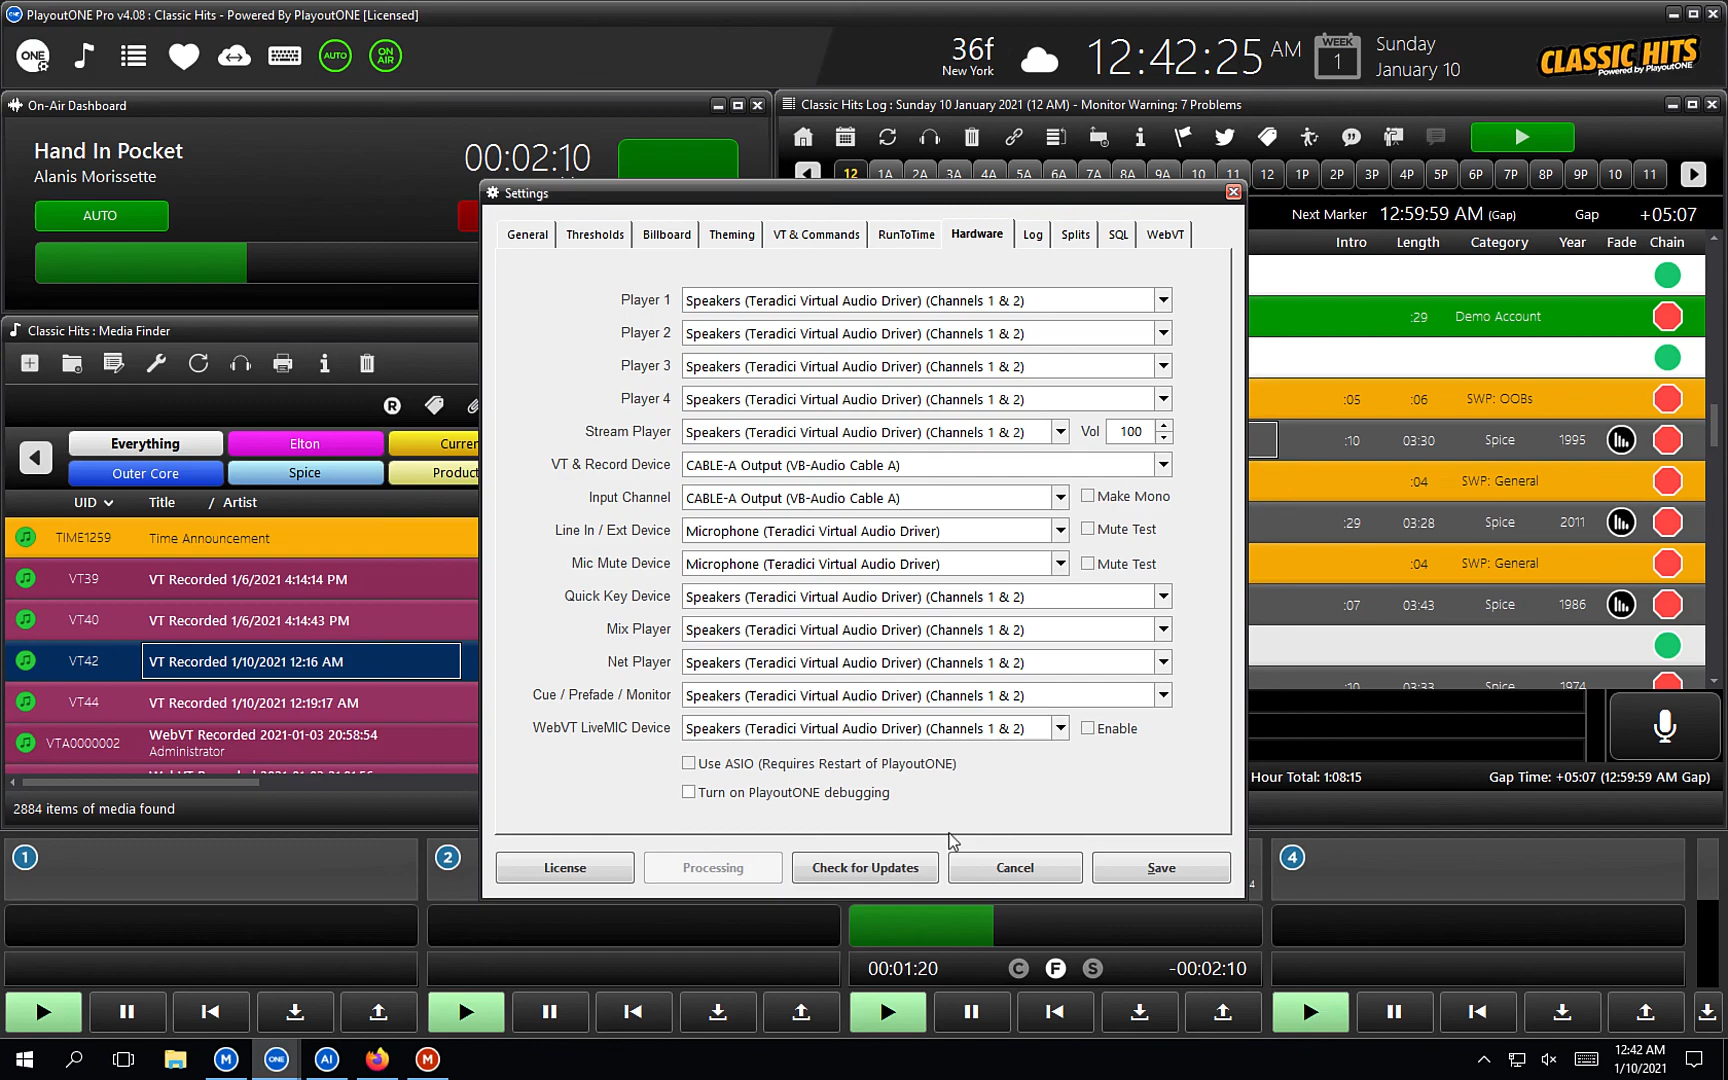 PlayoutONE Pro v4.08 : Classic Hits - Powered By PlayoutONE [Licensed]
ONE
AUTO
ON AIR
36f
New York
12:42:25 AM
WEEK
1
Sunday
January 10
CLASSIC HITS
Powered by PlayoutONE
On-Air Dashboard
Hand In Pocket
Alanis Morissette
00:02:10
AUTO
Classic Hits Log : Sunday 10 January 2021 (12 AM) - Monitor Warning: 7 Problems
12 1A 2A 3A 4A 5A 6A 7A 8A 9A 10 11 12 1P 2P 3P 4P 5P 6P 7P 8P 9P 10 11
Next Marker 12:59:59 AM (Gap) Gap +05:07
Intro Length Category Year Fade Chain
:29 Demo Account
:05 :06 SWP: OOBs
:10 03:30 Spice 1995
:04 SWP: General
:29 03:28 Spice 2011
:04 SWP: General
:07 03:43 Spice 1986
:10 03:33 Spice 1974
Hour Total: 1:08:15 Gap Time: +05:07 (12:59:59 AM Gap)
Classic Hits : Media Finder
R
Everything Elton Curren
Outer Core Spice Produc
UID Title / Artist
TIME1259 Time Announcement
VT39 VT Recorded 1/6/2021 4:14:14 PM
VT40 VT Recorded 1/6/2021 4:14:43 PM
VT42 VT Recorded 1/10/2021 12:16 AM
VT44 VT Recorded 1/10/2021 12:19:17 AM
VTA0000002 WebVT Recorded 2021-01-03 20:58:54
Administrator
2884 items of media found
Settings
General Thresholds Billboard Theming VT & Commands RunToTime Hardware Log Splits SQL WebVT
Player 1 Speakers (Teradici Virtual Audio Driver) (Channels 1 & 2)
Player 2 Speakers (Teradici Virtual Audio Driver) (Channels 1 & 2)
Player 3 Speakers (Teradici Virtual Audio Driver) (Channels 1 & 2)
Player 4 Speakers (Teradici Virtual Audio Driver) (Channels 1 & 2)
Stream Player Speakers (Teradici Virtual Audio Driver) (Channels 1 & 2) Vol 100
VT & Record Device CABLE-A Output (VB-Audio Cable A)
Input Channel CABLE-A Output (VB-Audio Cable A) Make Mono
Line In / Ext Device Microphone (Teradici Virtual Audio Driver) Mute Test
Mic Mute Device Microphone (Teradici Virtual Audio Driver) Mute Test
Quick Key Device Speakers (Teradici Virtual Audio Driver) (Channels 1 & 2)
Mix Player Speakers (Teradici Virtual Audio Driver) (Channels 1 & 2)
Net Player Speakers (Teradici Virtual Audio Driver) (Channels 1 & 2)
Cue / Prefade / Monitor Speakers (Teradici Virtual Audio Driver) (Channels 1 & 2)
WebVT LiveMIC Device Speakers (Teradici Virtual Audio Driver) (Channels 1 & 2) Enable
Use ASIO (Requires Restart of PlayoutONE)
Turn on PlayoutONE debugging
License Processing Check for Updates Cancel Save
1 2 4 4
00:01:20 C F S -00:02:10
M ONE AI M
12:42 AM
1/10/2021